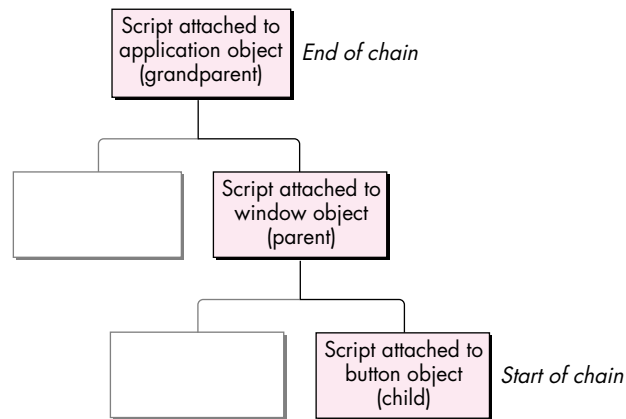 Script attached to
application object
(grandparent)
End of chain
Script attached to
window object
(parent)
Script attached to
button object
(child)
Start of chain